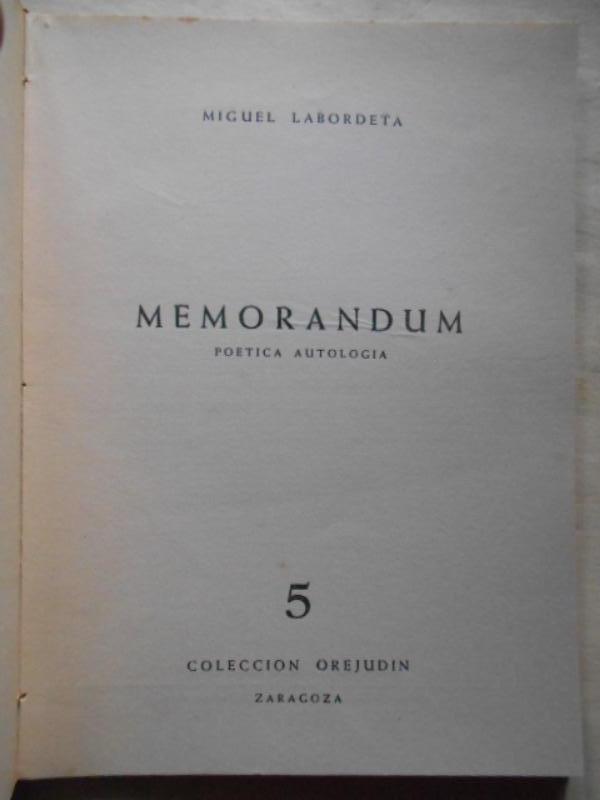 MIGUEL LABORDETA
MEMORANDUM
POETICA AUTOLOGIA
5
COLECCION OREJUDIN
ZARAGOZA